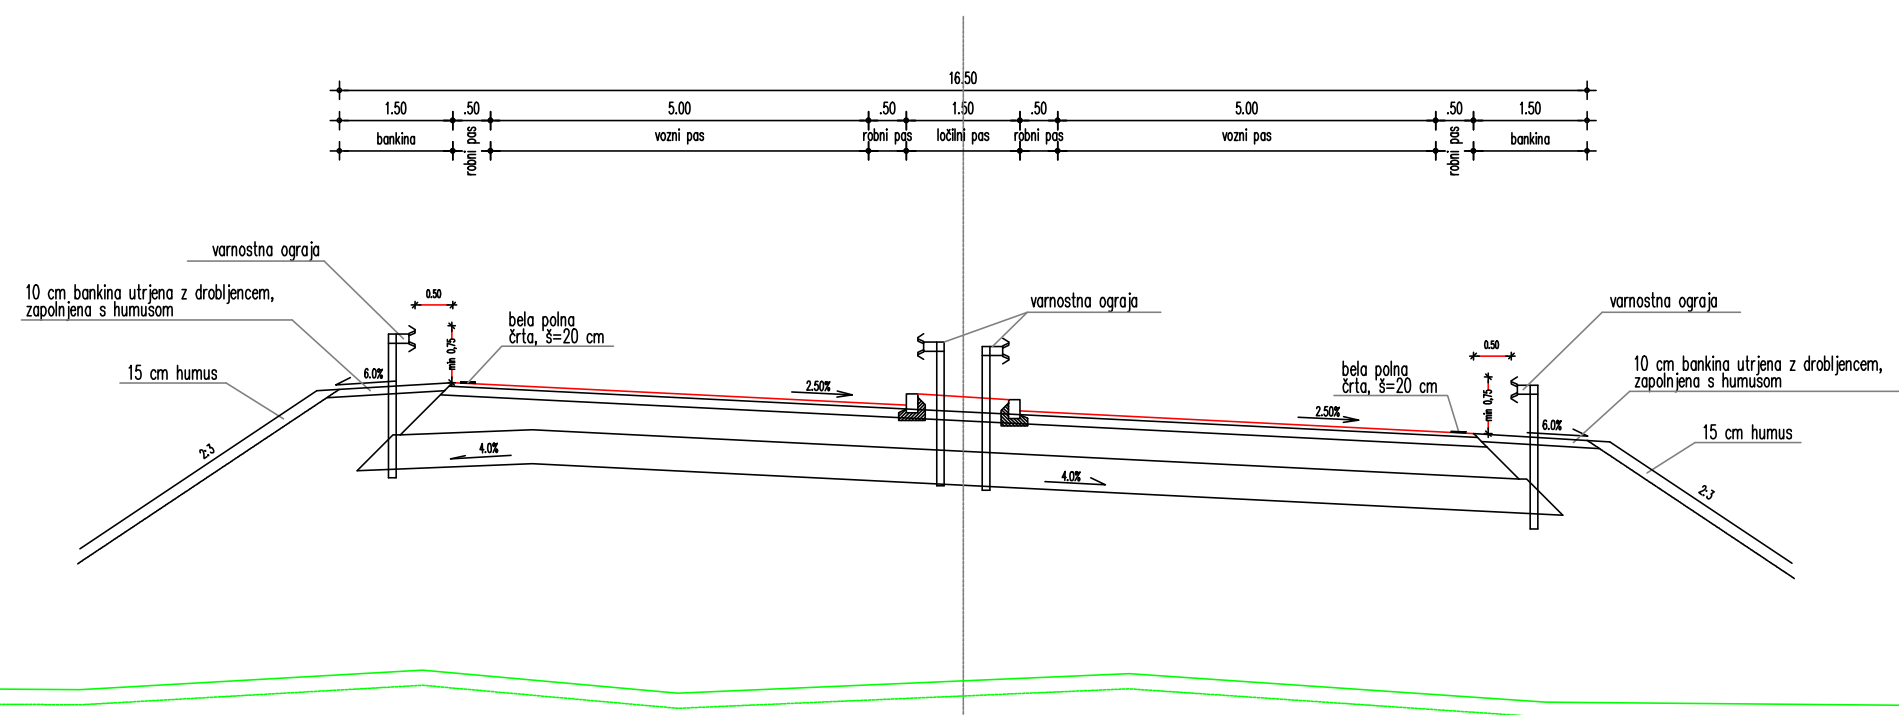 16.50
1.50 .50 5.00 .50 1.50 .50 5.00 .50 1.50
bankina robni pas vozni pas robni pas ločilni pas robni pas vozni pas robni pas bankina
varnostna ograja
10 cm bankina utrjena z drobljencem,
zapolnjena s humusom
15 cm humus
2:3
6.0%
0.50
min 0,75
bela polna
črta, š=20 cm
2.50%
4.0%
varnostna ograja
4.0%
2.50%
bela polna
črta, š=20 cm
0.50
min 0,75
6.0%
varnostna ograja
10 cm bankina utrjena z drobljencem,
zapolnjena s humusom
15 cm humus
2:3